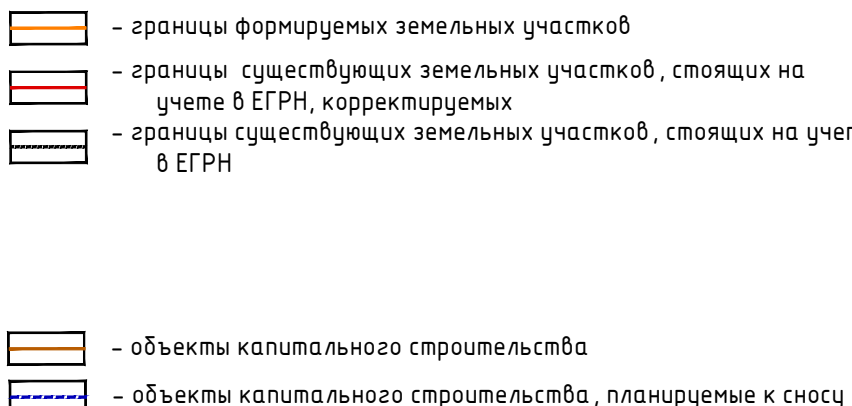 - границы формируемых земельных участков
- границы существующих земельных участков, стоящих на
учете в ЕГРН, корректируемых
- границы существующих земельных участков, стоящих на
в ЕГРН
- объекты капитального строительства
- объекты капитального строительства, планируемые к сносу